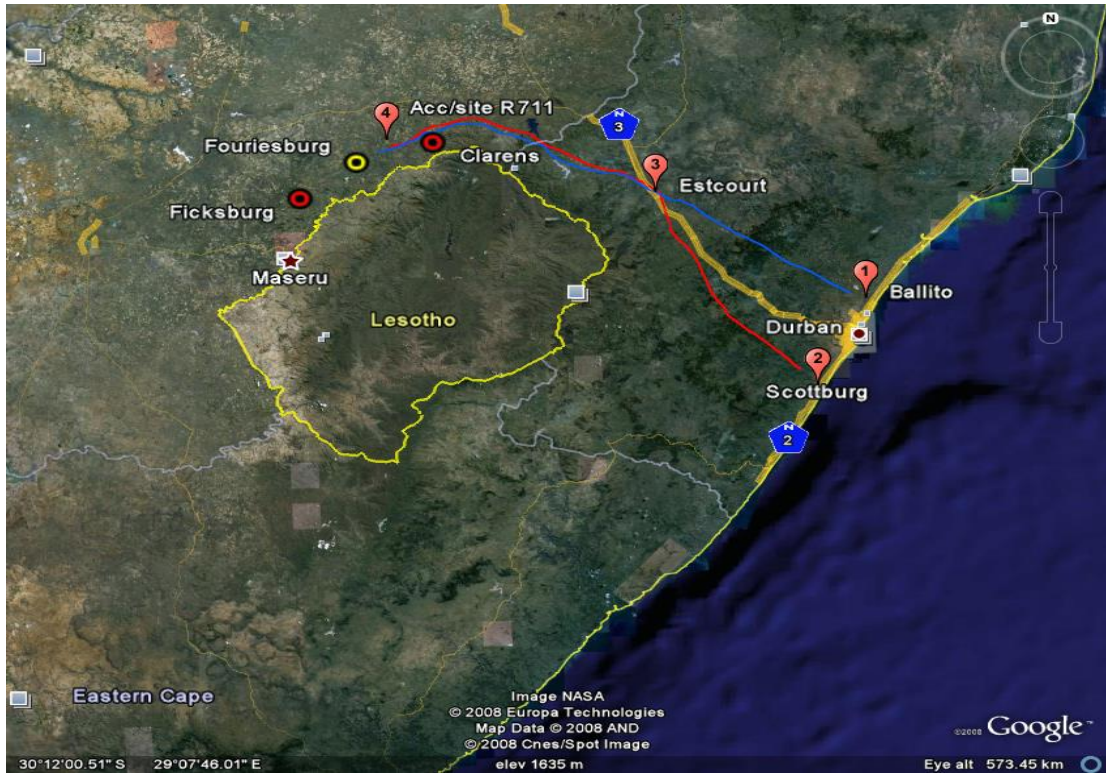 N
4
Acc/site R711
N
3
Fouriesburg
Clarens
3
Estcourt
Ficksburg
Maseru
1
Ballito
Lesotho
Durban
2
Scottburg
N
2
Eastern Cape
Image NASA
© 2008 Europa Technologies
Map Data © 2008 AND
© 2008 Cnes/Spot Image
©2008 Google
30°12'00.51" S 29°07'46.01" E elev 1635 m Eye alt 573.45 km